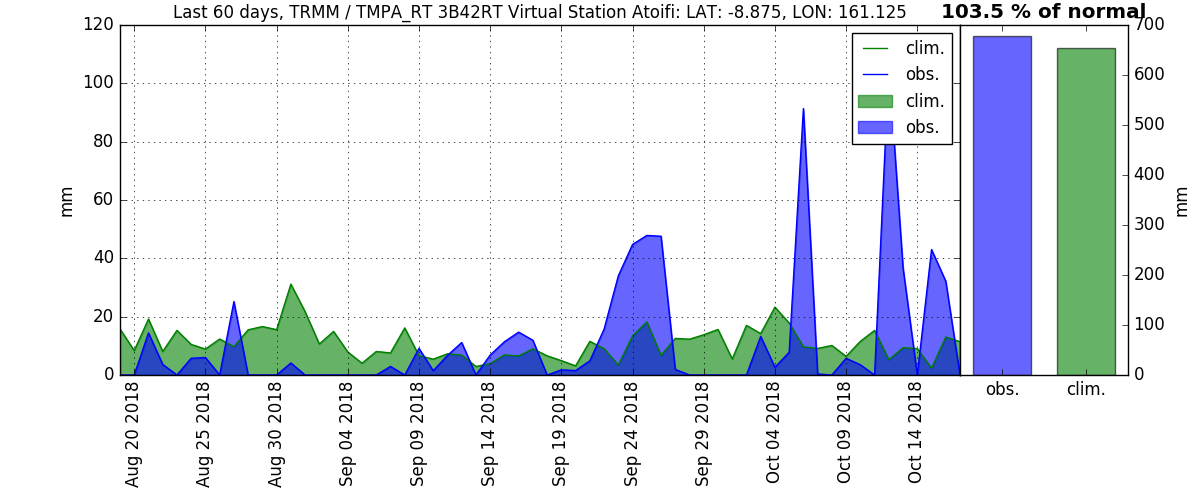 Last 60 days, TRMM / TMPA_RT 3B42RT Virtual Station Atoifi: LAT: -8.875, LON: 161.125
103.5 % of normal
120
100
80
60
40
20
0
mm
clim.
obs.
clim.
obs.
700
600
500
400
300
200
100
0
mm
Aug 20 2018
Aug 25 2018
Aug 30 2018
Sep 04 2018
Sep 09 2018
Sep 14 2018
Sep 19 2018
Sep 24 2018
Sep 29 2018
Oct 04 2018
Oct 09 2018
Oct 14 2018
obs.
clim.